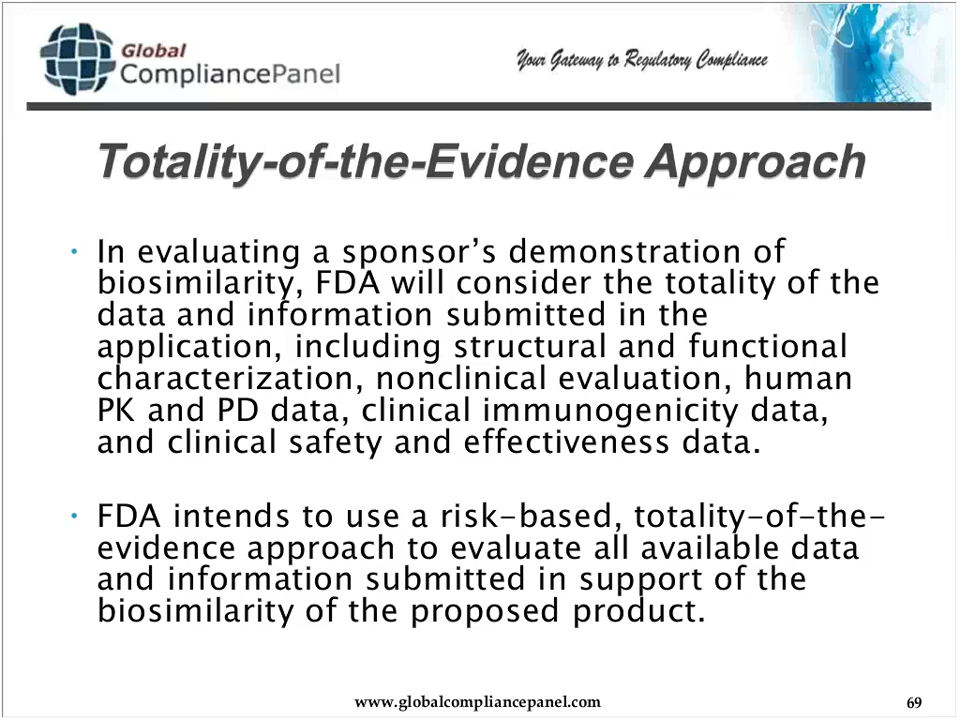 Global
CompliancePanel
Your Gateway to Regulatory Compliance
Totality-of-the-Evidence Approach
• In evaluating a sponsor’s demonstration of
biosimilarity, FDA will consider the totality of the
data and information submitted in the
application, including structural and functional
characterization, nonclinical evaluation, human
PK and PD data, clinical immunogenicity data,
and clinical safety and effectiveness data.
• FDA intends to use a risk-based, totality-of-the-
evidence approach to evaluate all available data
and information submitted in support of the
biosimilarity of the proposed product.
www.globalcompliancepanel.com
69